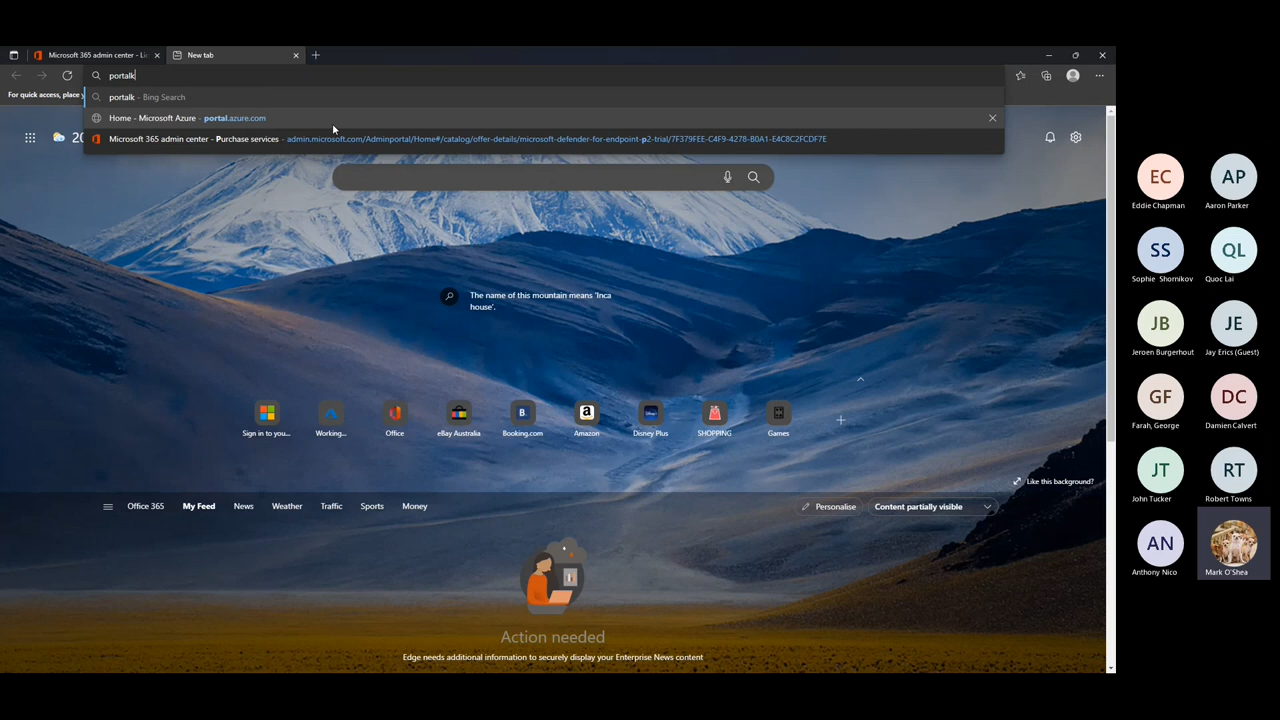 Microsoft 365 admin center - Li
New tab
portalk
For quick access, place y
portalk - Bing Search
Home - Microsoft Azure - portal.azure.com
Microsoft 365 admin center - Purchase services - admin.microsoft.com/Adminportal/Home#/catalog/offer-details/microsoft-defender-for-endpoint-p2-trial/7F379FEE-C4F9-4278-B0A1-E4C8C2FCDF7E
20
The name of this mountain means 'Inca
house'.
Sign in to you...
Working...
Office
eBay Australia
B.
Booking.com
a
Amazon
Disney Plus
SHOPPING
Games
Like this background?
Office 365
My Feed
News
Weather
Traffic
Sports
Money
Personalise
Content partially visible
Action needed
Edge needs additional information to securely display your Enterprise News content
EC
Eddie Chapman
AP
Aaron Parker
SS
Sophie Shornikov
QL
Quoc Lai
JB
Jeroen Burgerhout
JE
Jay Erics (Guest)
GF
Farah, George
DC
Damien Calvert
JT
John Tucker
RT
Robert Towns
AN
Anthony Nico
Mark O'Shea